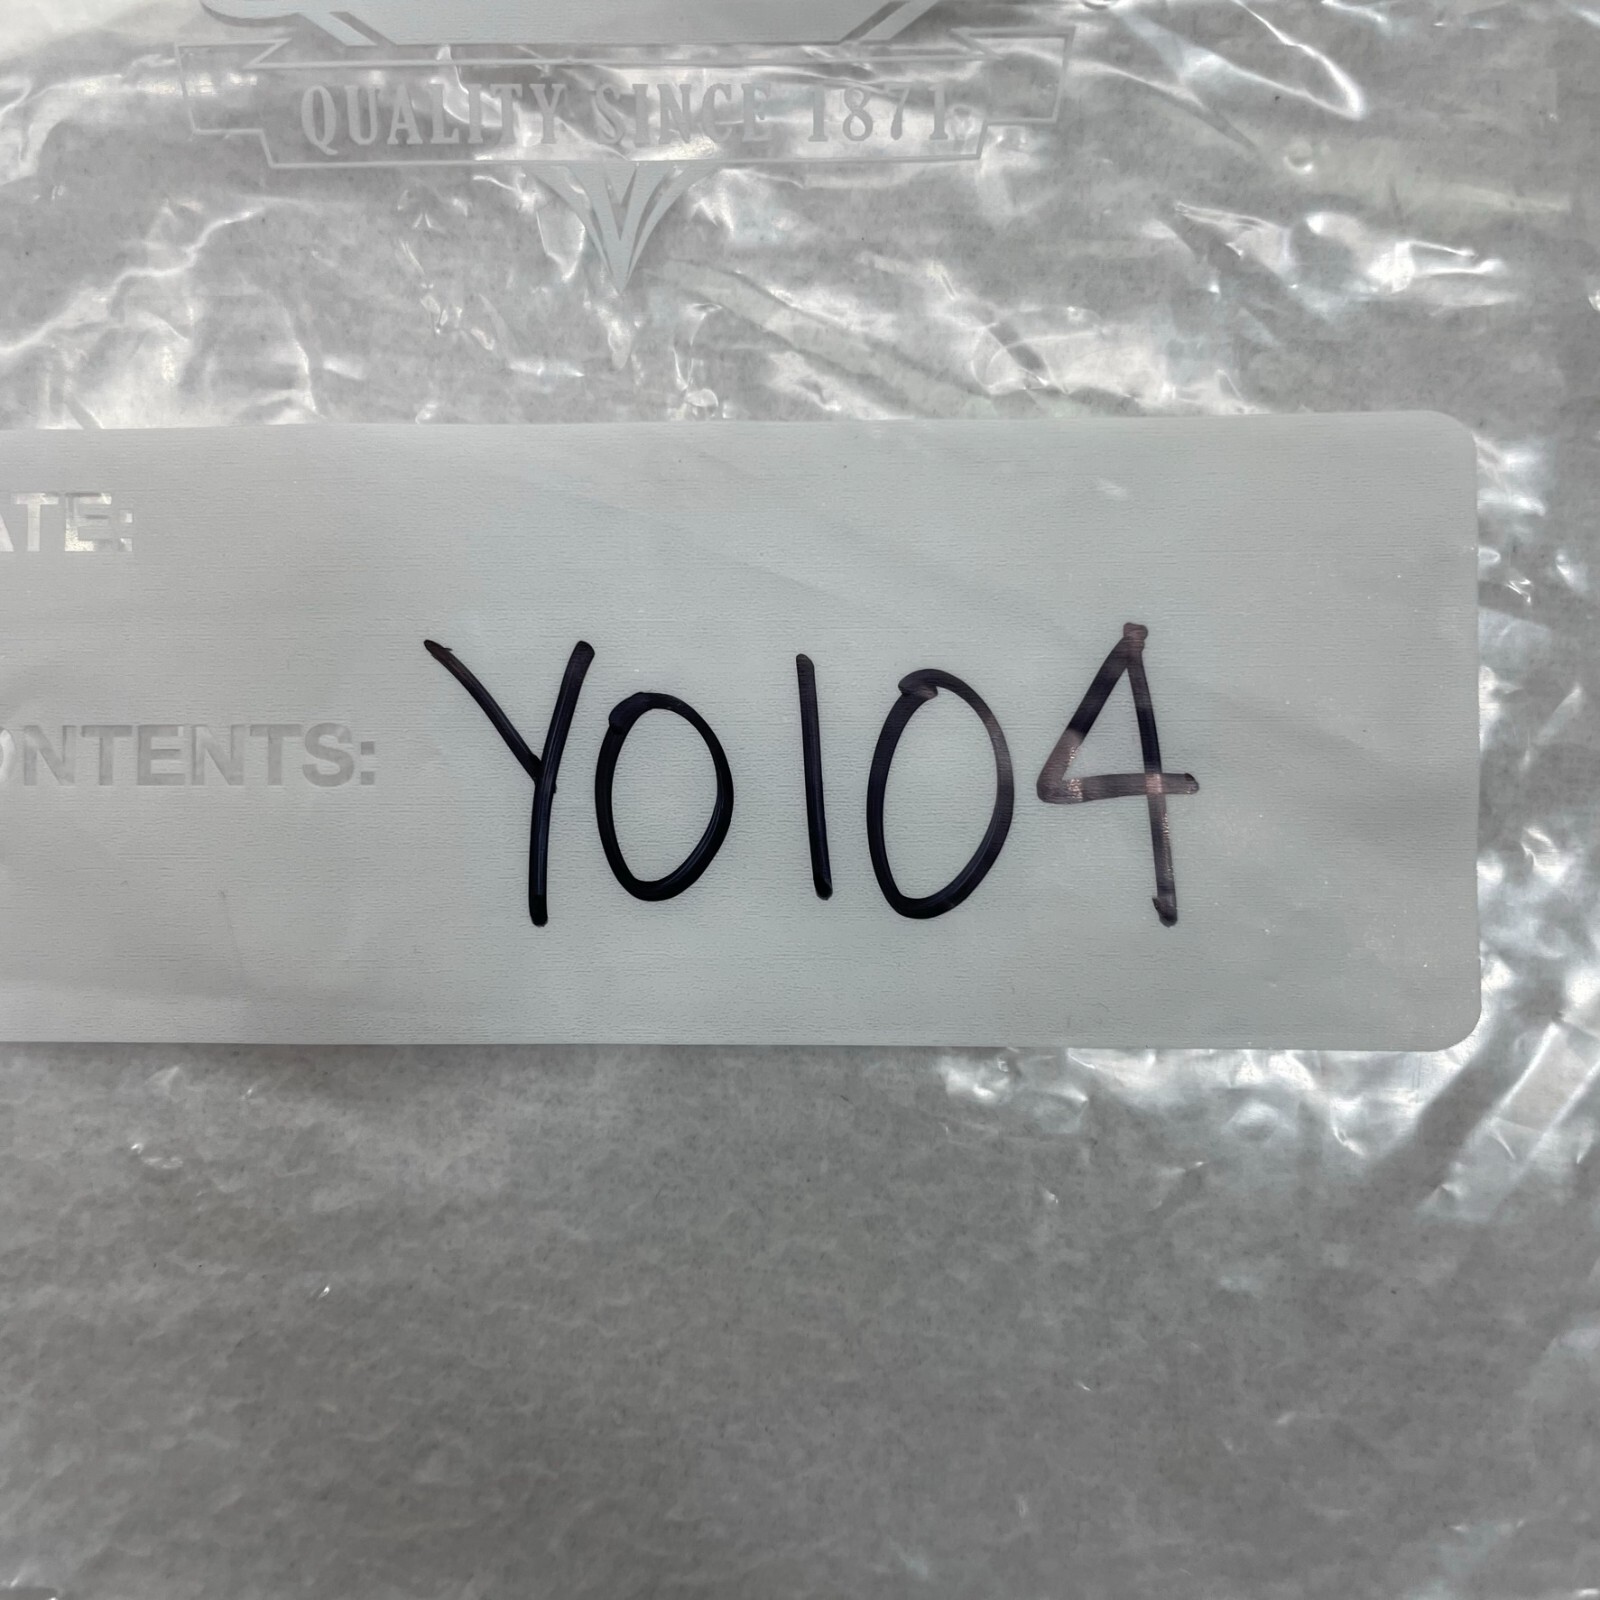 QUALITY SINCE 1871
ATE:
ONTENTS: Y0104